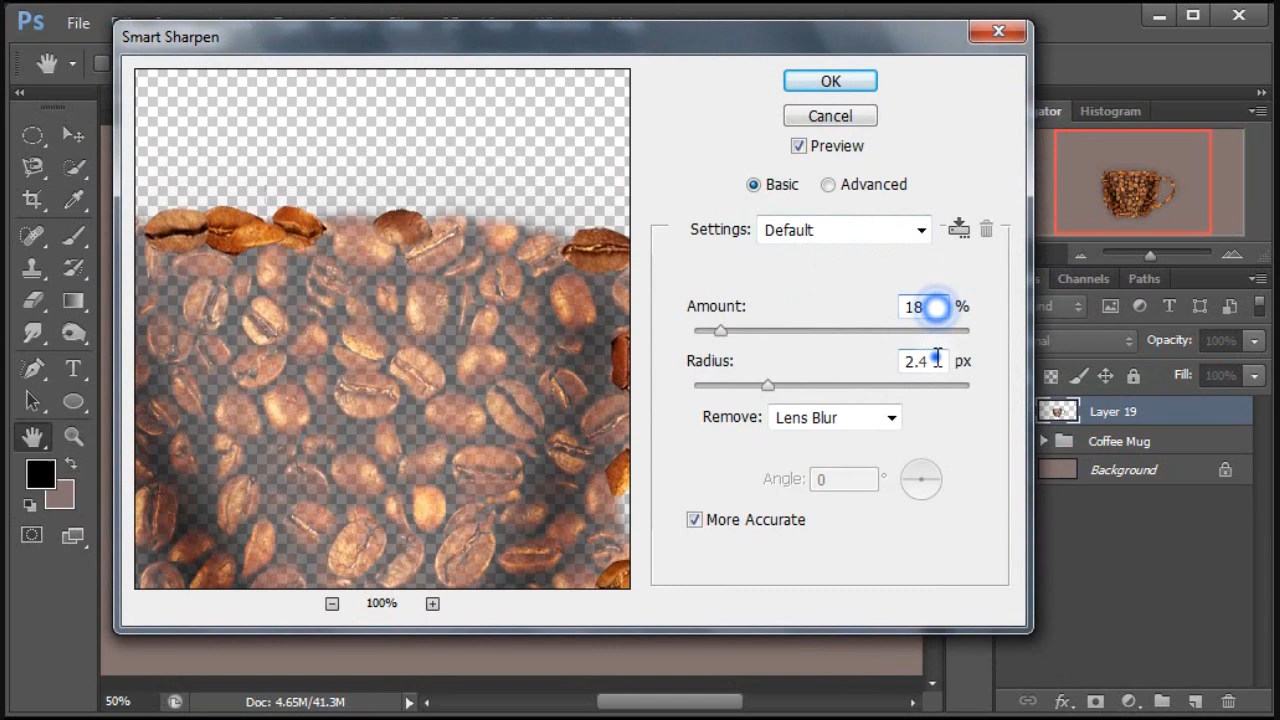 Ps File
Smart Sharpen
OK
Cancel
Preview
Basic Advanced
Settings: Default
Amount: 18 %
Radius: 2.4 px
Remove: Lens Blur
Angle: 0 °
More Accurate
100%
Histogram
Channels Paths
Opacity: 100%
Fill: 100%
Layer 19
Coffee Mug
Background
T
fx
50% Doc: 4.65M/41.3M